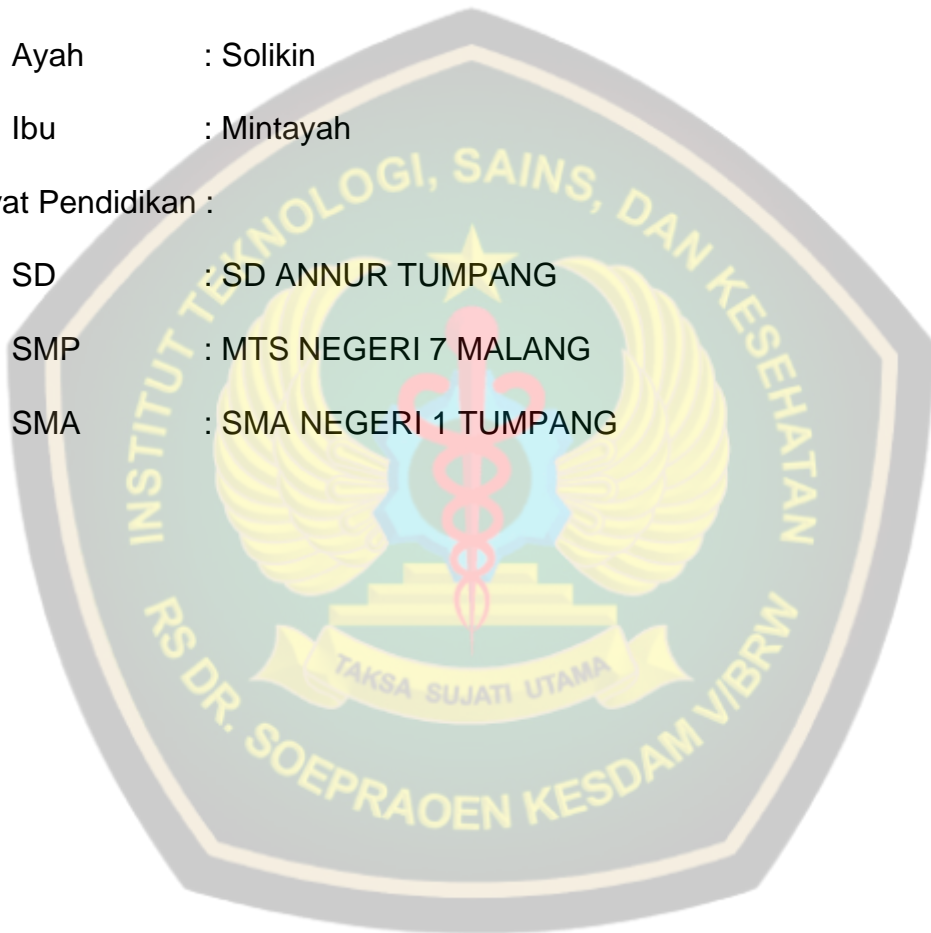 Ayah : Solikin
Ibu : Mintayah
yat Pendidikan :
SD : SD ANNUR TUMPANG
SMP : MTS NEGERI 7 MALANG
SMA : SMA NEGERI 1 TUMPANG
INSTITUT TEKNOLOGI, SAINS, DAN KESEHATAN
TAKSA SUJATI UTAMA
RS DR. SOEPRAOEN KESDAM V/BRW